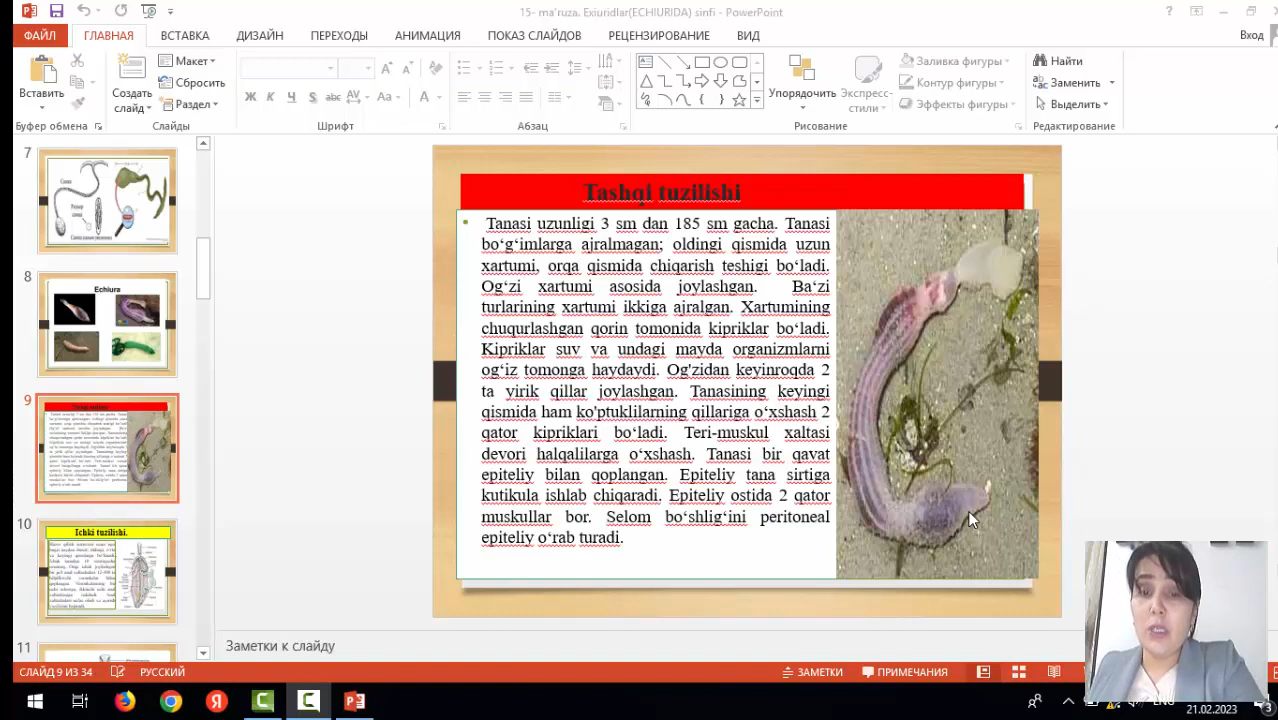 15- ma'ruza. Exiuridlar(ECHIURIDA) sinfi - PowerPoint
ФАЙЛ ГЛАВНАЯ ВСТАВКА ДИЗАЙН ПЕРЕХОДЫ АНИМАЦИЯ ПОКАЗ СЛАЙДОВ РЕЦЕНЗИРОВАНИЕ ВИД Вход
Вставить
Создать слайд
Макет
Сбросить
Раздел
Упорядочить
Экспресс-стили
Заливка фигуры
Контур фигуры
Эффекты фигуры
Найти
Заменить
Выделить
Буфер обмена Слайды Шрифт Абзац Рисование Редактирование
7
8
Echiura
9
10
Ichki tuzilishi.
11
Tashqi tuzilishi
Tanasi uzunligi 3 sm dan 185 sm gacha. Tanasi
bo‘g‘imlarga ajralmagan; oldingi qismida uzun
xartumi, orqa qismida chiqarish teshigi bo‘ladi.
Og‘zi xartumi asosida joylashgan. Ba’zi
turlarining xartumi ikkiga ajralgan. Xartumining
chuqurlashgan qorin tomonida kipriklar bo‘ladi.
Kipriklar suv va undagi mayda organizmlarni
og‘iz tomonga haydaydi. Og'zidan keyinroqda 2
ta yirik qillar joylashgan. Tanasining keyingi
qismida ham ko'ptuklilarning qillariga o‘xshash 2
qator kipriklari bo‘ladi. Teri-muskul xaltasi
devori halqalilarga o‘xshash. Tanasi bir qavat
epiteliy bilan qoplangan. Epiteliy tana sirtiga
kutikula ishlab chiqaradi. Epiteliy ostida 2 qator
muskullar bor. Selom bo‘shlig‘ini peritoneal
epiteliy o‘rab turadi.
Заметки к слайду
СЛАЙД 9 ИЗ 34 РУССКИЙ ЗАМЕТКИ ПРИМЕЧАНИЯ
ENG
21.02.2023
3